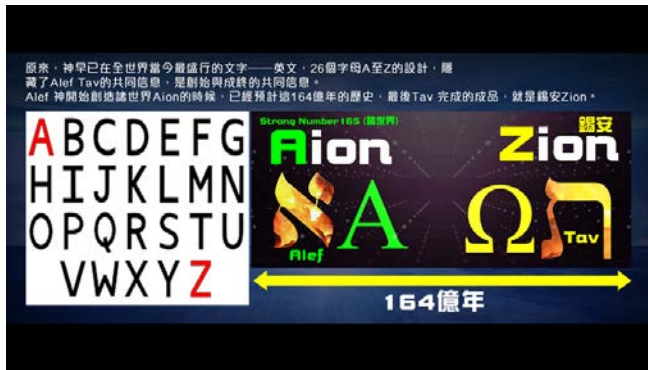 原來，神早已在全世界當今最盛行的文字——英文，26個字母A至Z的設計，隱
藏了Alef Tav的共同信息，是創始與成終的共同信息。
Alef 神開始創造諸世界Aion的時候，已經預計這164億年的歷史，最後Tav 完成的成品，就是錫安Zion。
ABCDEFG
HIJKLMN
OPQRSTU
VWXYZ
Strong Number165 (諸世界)
Aion
錫安
Zion
א Α
Alef
Ω ת
Tav
164億年